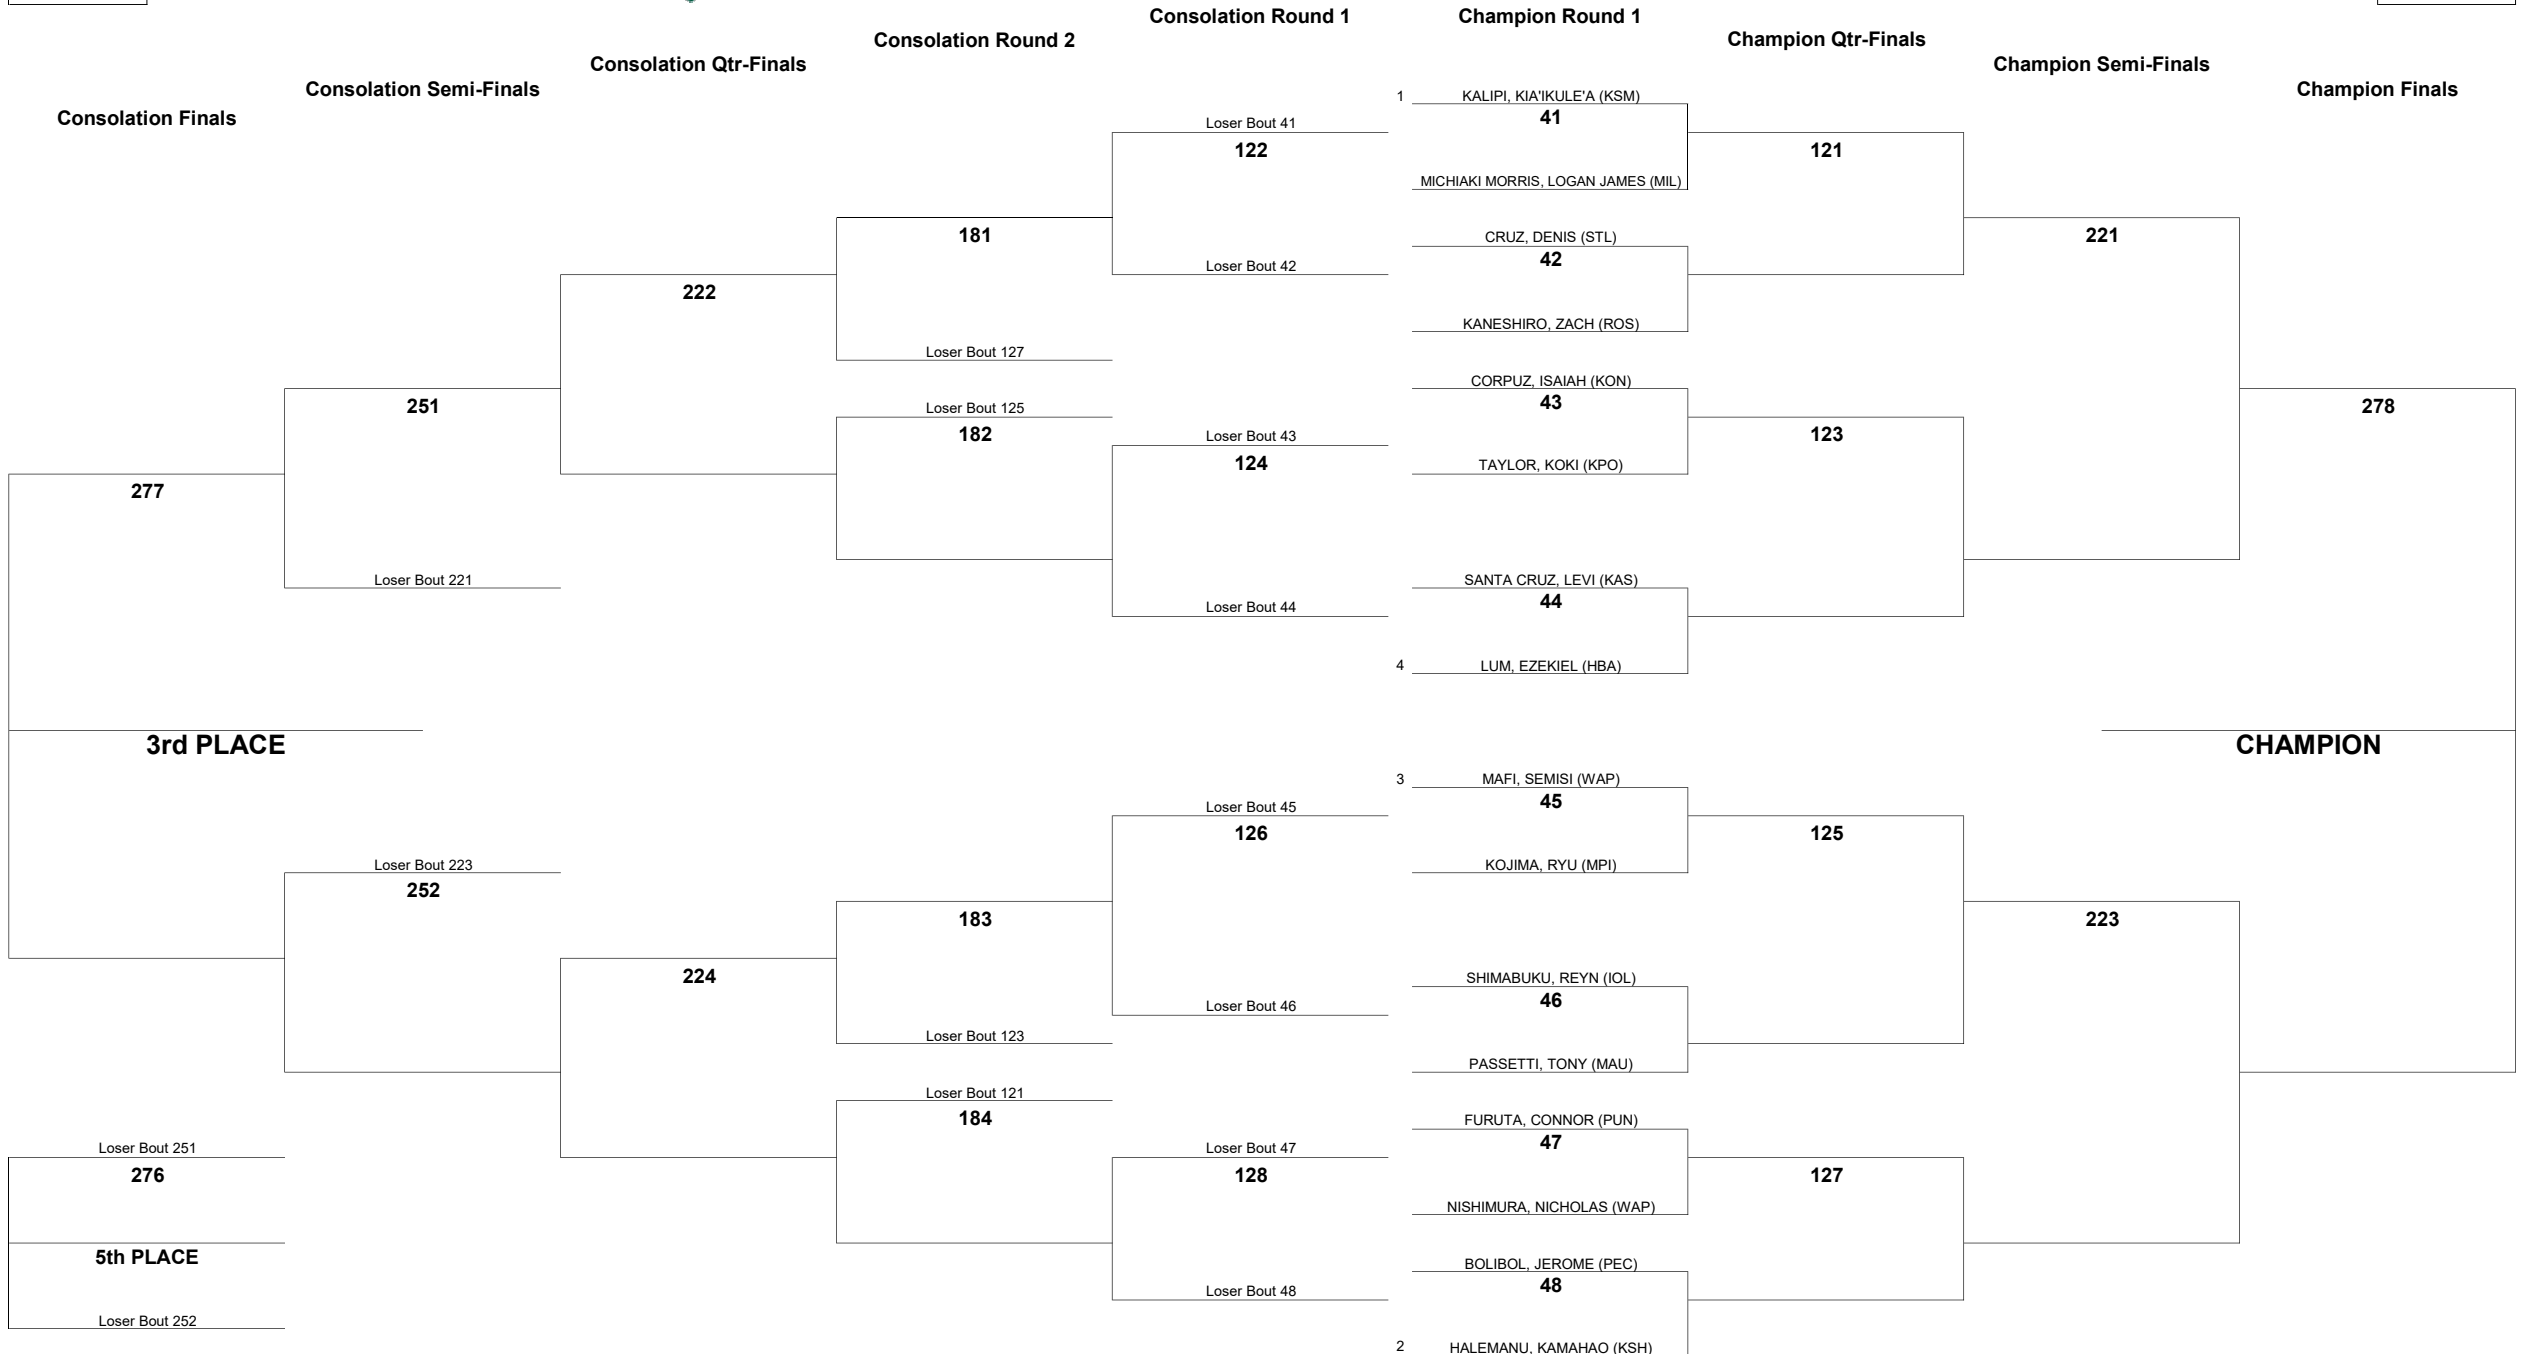 Consolation Round 1
Champion Round 1
Consolation Round 2
Champion Qtr-Finals
Consolation Qtr-Finals
Champion Semi-Finals
Consolation Semi-Finals
Champion Finals
Consolation Finals
1 KALIPI, KIA'IKULE'A (KSM)
41
Loser Bout 41
122
121
MICHIAKI MORRIS, LOGAN JAMES (MIL)
181
CRUZ, DENIS (STL)
221
42
Loser Bout 42
222
KANESHIRO, ZACH (ROS)
Loser Bout 127
CORPUZ, ISAIAH (KON)
251
Loser Bout 125
43
278
182
Loser Bout 43
123
124
TAYLOR, KOKI (KPO)
277
Loser Bout 221
SANTA CRUZ, LEVI (KAS)
44
Loser Bout 44
4 LUM, EZEKIEL (HBA)
3rd PLACE
CHAMPION
3 MAFI, SEMISI (WAP)
45
Loser Bout 45
126
125
Loser Bout 223
KOJIMA, RYU (MPI)
252
183
223
224
SHIMABUKU, REYN (IOL)
46
Loser Bout 46
Loser Bout 123
PASSETTI, TONY (MAU)
Loser Bout 121
184
FURUTA, CONNOR (PUN)
47
Loser Bout 251
Loser Bout 47
276
128
127
NISHIMURA, NICHOLAS (WAP)
5th PLACE
BOLIBOL, JEROME (PEC)
48
Loser Bout 48
Loser Bout 252
2 HALEMANU, KAMAHAO (KSH)